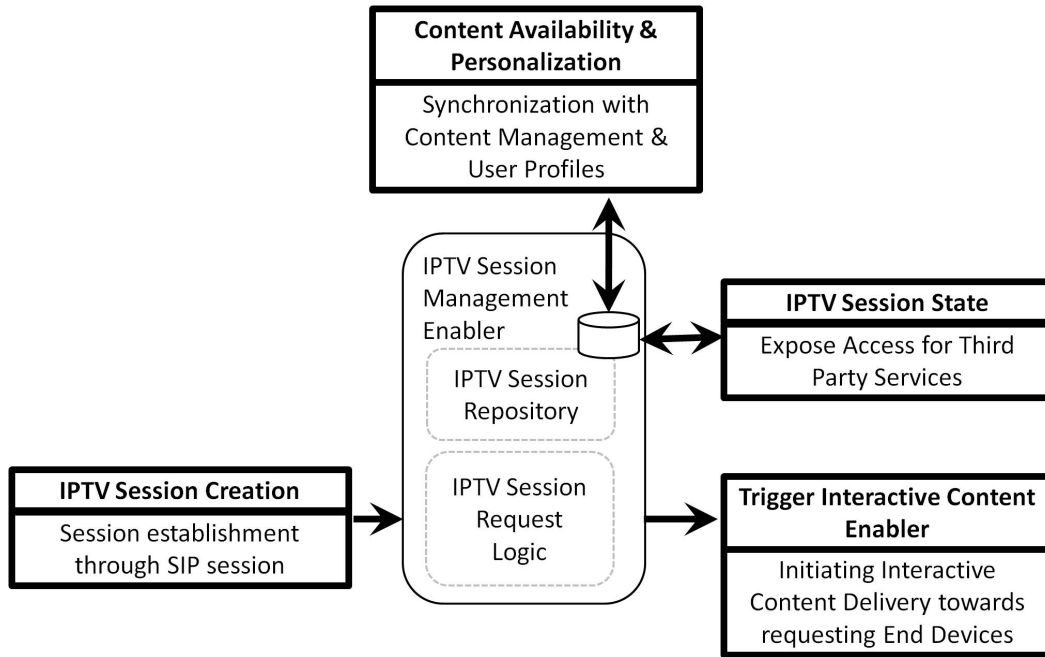 Content Availability &
Personalization
Synchronization with
Content Management &
User Profiles
IPTV Session
Management
Enabler
IPTV Session
Repository
IPTV Session State
Expose Access for Third
Party Services
IPTV Session Creation
Session establishment
through SIP session
IPTV Session
Request
Logic
Trigger Interactive Content
Enabler
Initiating Interactive
Content Delivery towards
requesting End Devices